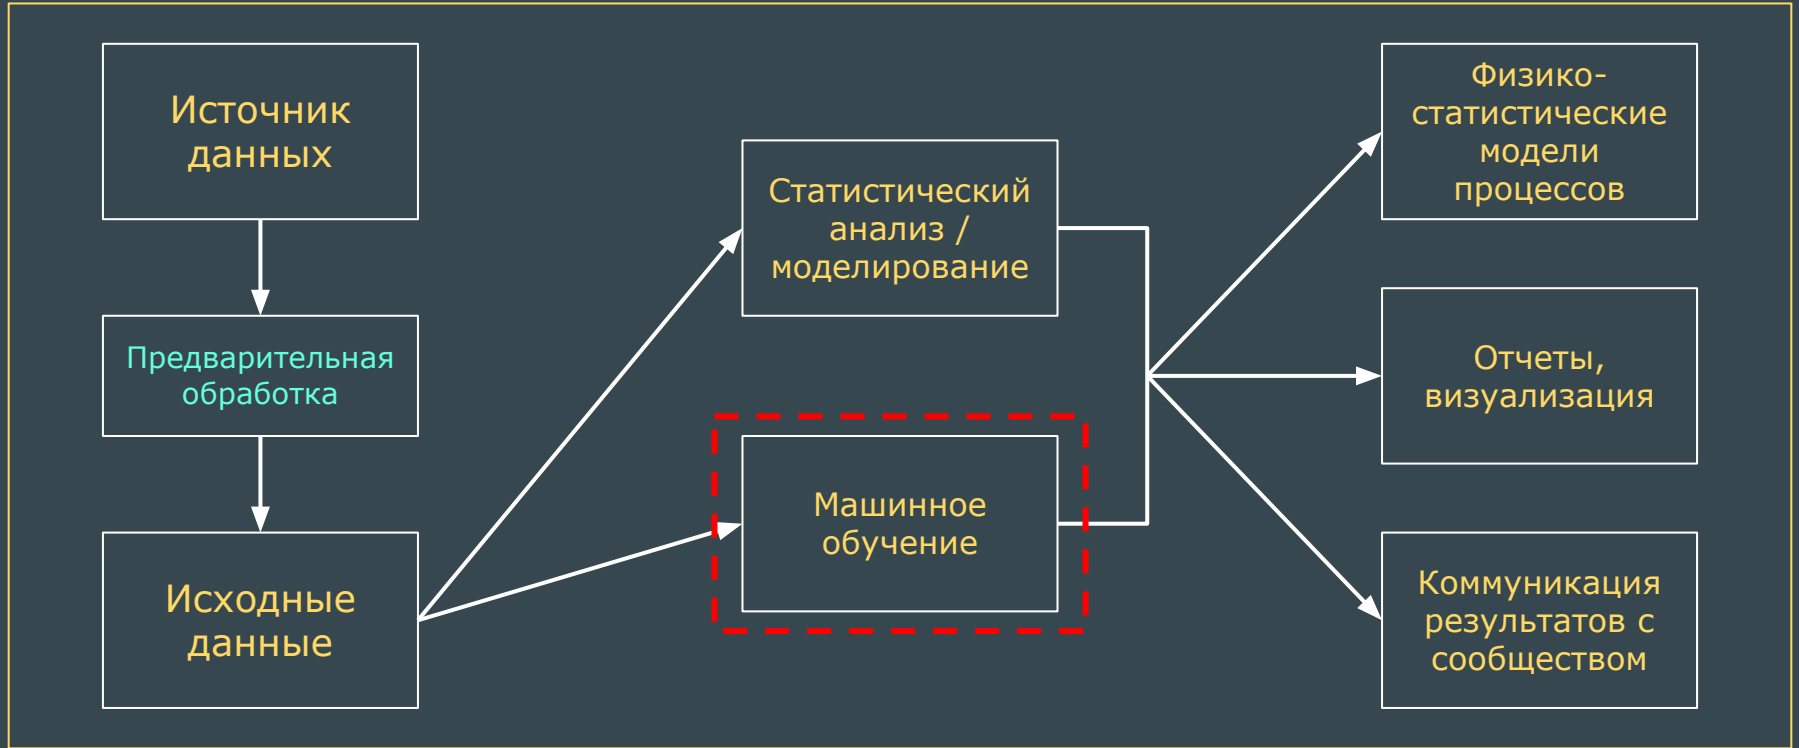 Источник
данных
Предварительная
обработка
Исходные
данные
Статистический
анализ /
моделирование
Машинное
обучение
Физико-
статистические
модели
процессов
Отчеты,
визуализация
Коммуникация
результатов с
сообществом